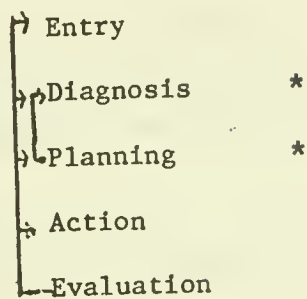 Entry
Diagnosis *
Planning *
Action
Evaluation